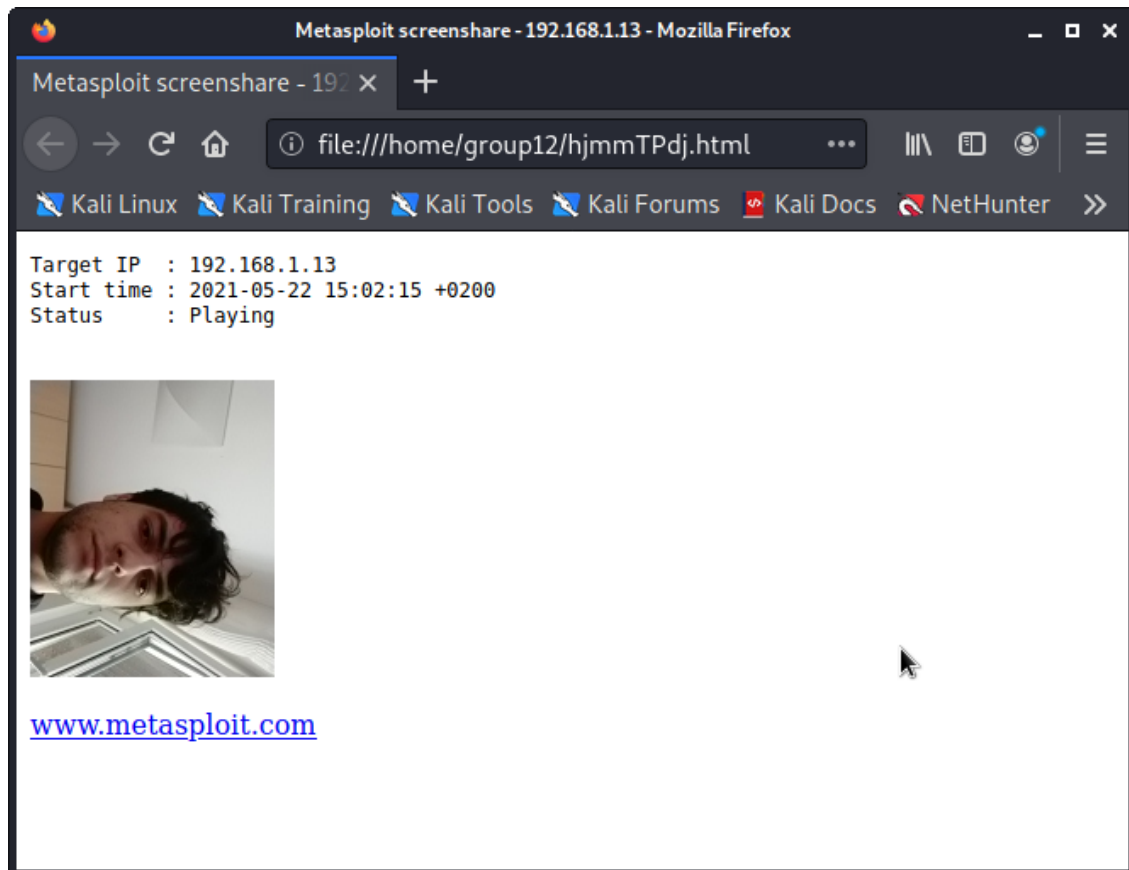 Metasploit screenshare - 192.168.1.13 - Mozilla Firefox
Metasploit screenshare - 192
file:///home/group12/hjmmTPdj.html
Kali Linux Kali Training Kali Tools Kali Forums Kali Docs NetHunter
Target IP  : 192.168.1.13
Start time : 2021-05-22 15:02:15 +0200
Status     : Playing
www.metasploit.com